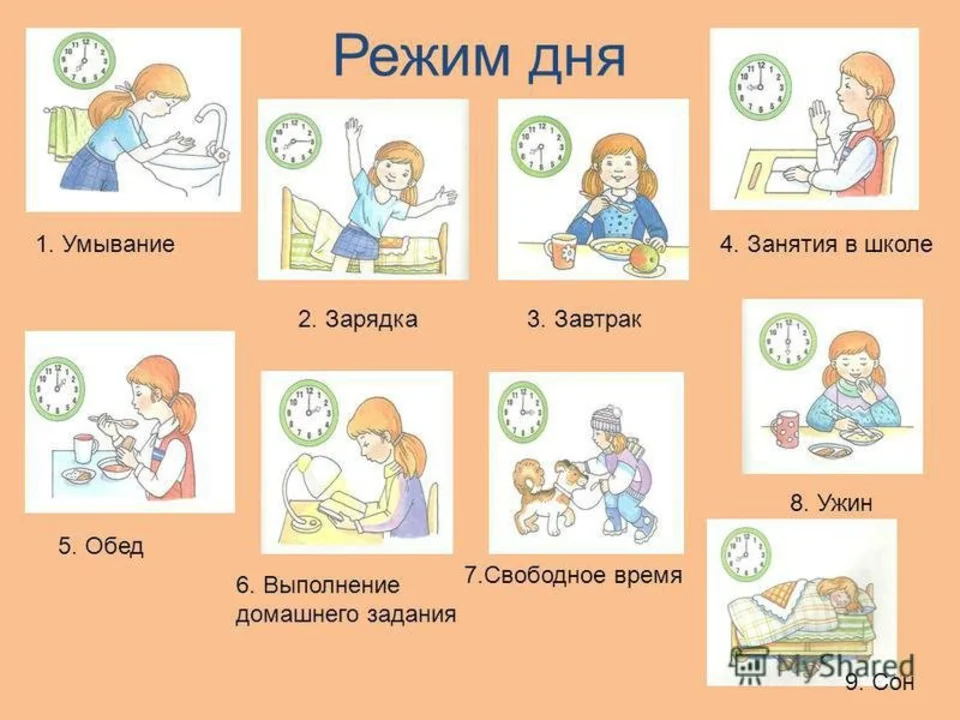 Режим дня
1. Умывание
2. Зарядка
3. Завтрак
4. Занятия в школе
5. Обед
6. Выполнение
домашнего задания
7.Свободное время
8. Ужин
9. Сон
MyShared